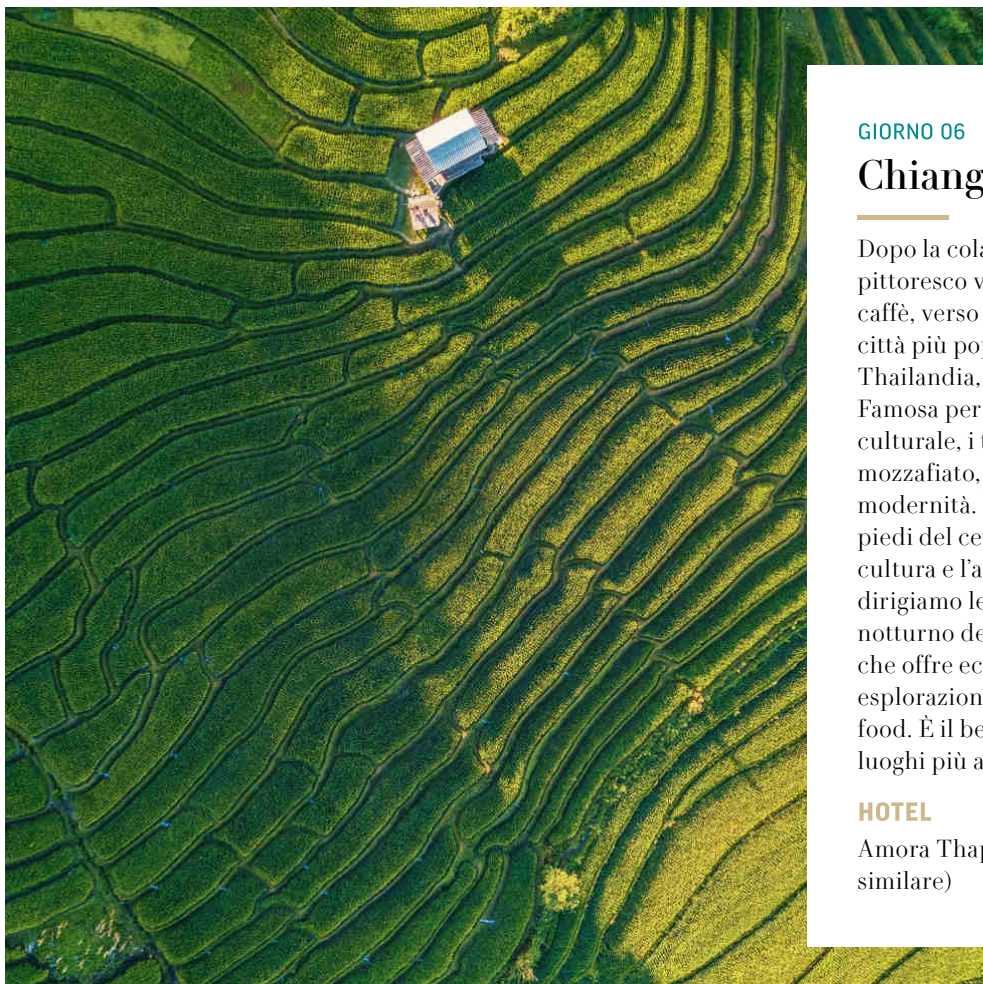 GIORNO 06
Chiang
Dopo la cola
pittoresco v
caffè, verso
città più pop
Thailandia,
Famosa per
culturale, i t
mozzafiato,
modernità.
piedi del ce
cultura e l'a
dirigiamo le
notturno de
che offre ec
esplorazion
food. È il be
luoghi più a
HOTEL
Amora Thap
similare)